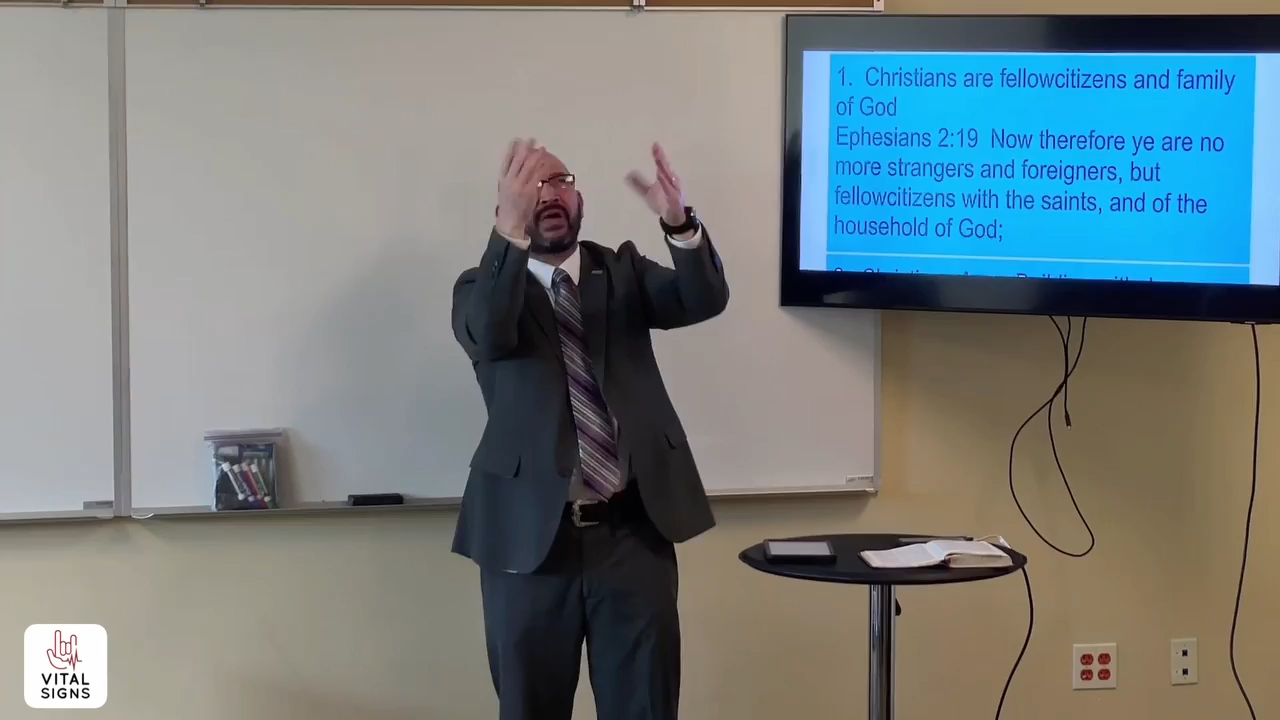 1. Christians are fellowcitizens and family
of God
Ephesians 2:19 Now therefore ye are no
more strangers and foreigners, but
fellowcitizens with the saints, and of the
household of God;
VITAL
SIGNS